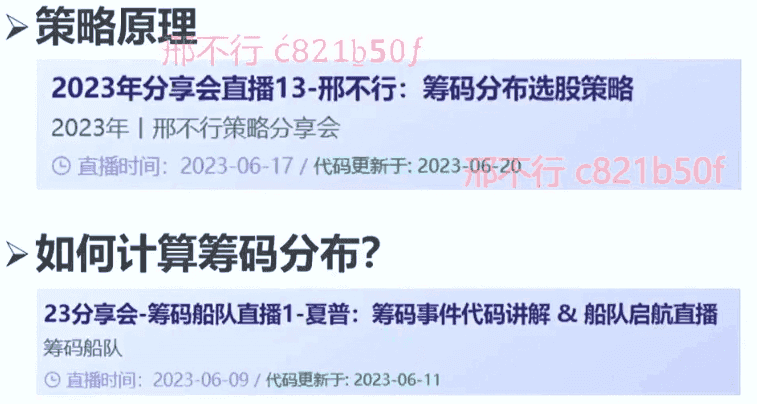 ➢策略原理
邢不行 c821b50f
2023年分享会直播13-邢不行：筹码分布选股策略
2023年丨邢不行策略分享会
直播时间：2023-06-17 / 代码更新于: 2023-06-20
邢不行 c821b50f
➢如何计算筹码分布？
23分享会-筹码船队直播1-夏普：筹码事件代码讲解 & 船队启航直播
筹码船队
直播时间：2023-06-09 / 代码更新于: 2023-06-11